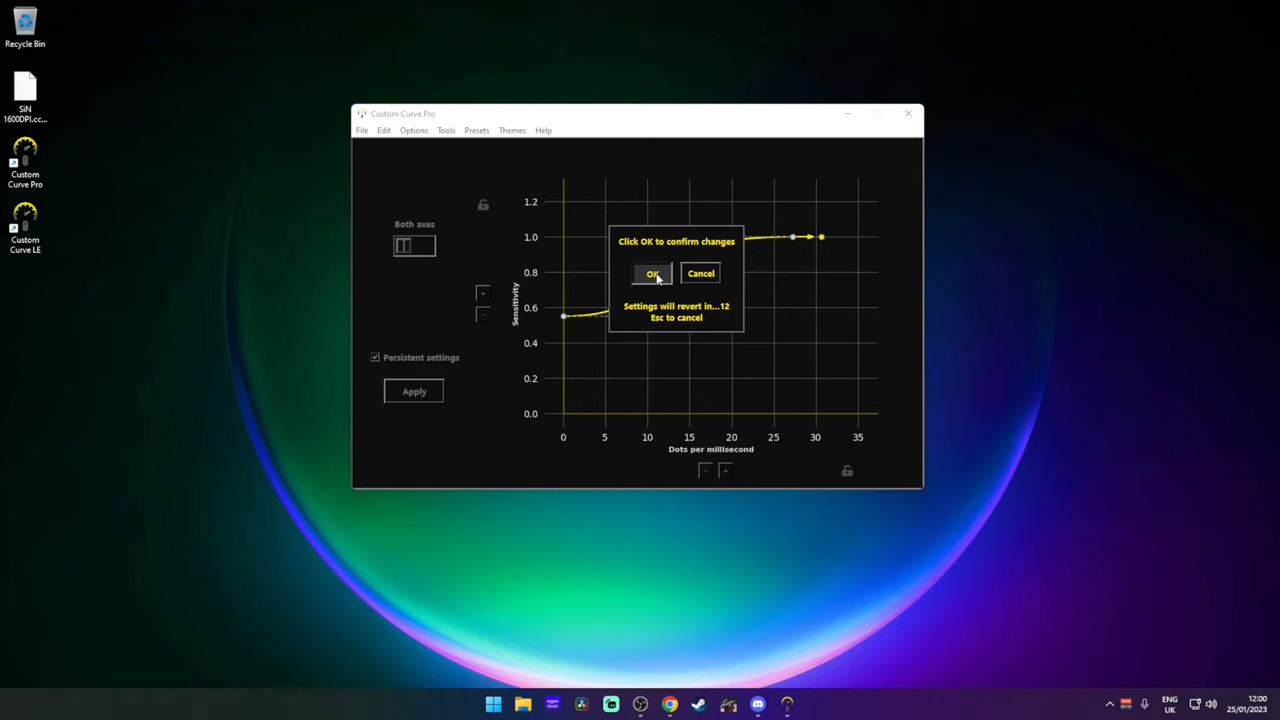 Recycle Bin
SiN
1600DPI.cc...
Custom
Curve Pro
Custom
Curve LE
Custom Curve Pro
File Edit Options Tools Presets Themes Help
Both axes
1
+
-
Persistent settings
Apply
Sensitivity
1.2
1.0
0.8
0.6
0.4
0.2
0.0
0 5 10 15 20 25 30 35
Dots per millisecond
- +
Click OK to confirm changes
OK Cancel
Settings will revert in...12
Esc to cancel
ENG
UK
12:00
25/01/2023